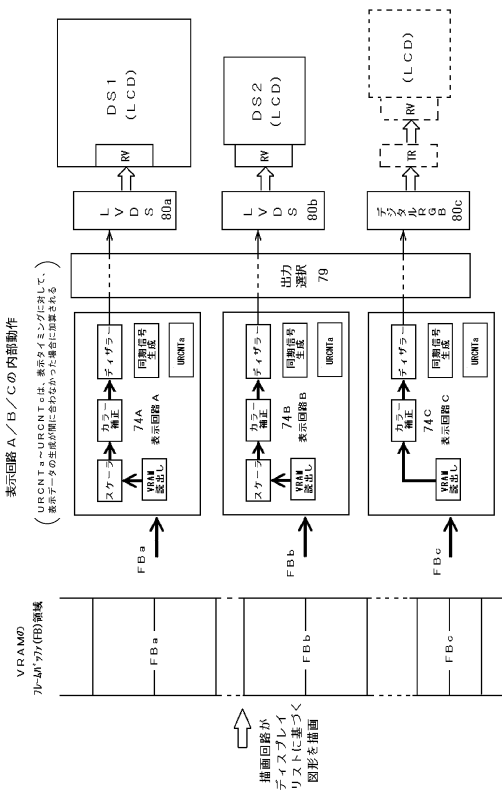 表示回路A/B/Cの内部動作
(URCNTa~URCNTcは、表示タイミングに対して、
表示データの生成が間に合わなかった場合に加算される)
VRAMの
フレームバッファ(FB)領域
FBa
FBb
FBc
描画回路が
ディスプレイ
リストに基づく
図形を描画
FBa
スケーラ
VRAM
読出し
カラー
補正
ディザラー
74A
表示回路A
同期信号
生成
URCNTa
FBb
スケーラ
VRAM
読出し
カラー
補正
ディザラー
74B
表示回路B
同期信号
生成
URCNTa
FBc
VRAM
読出し
カラー
補正
ディザラー
74C
表示回路C
同期信号
生成
URCNTa
出力
選択
79
LVDS
80a
LVDS
80b
デジタルRGB
80c
RV
DS1
(LCD)
RV
DS2
(LCD)
TR
RV
(LCD)